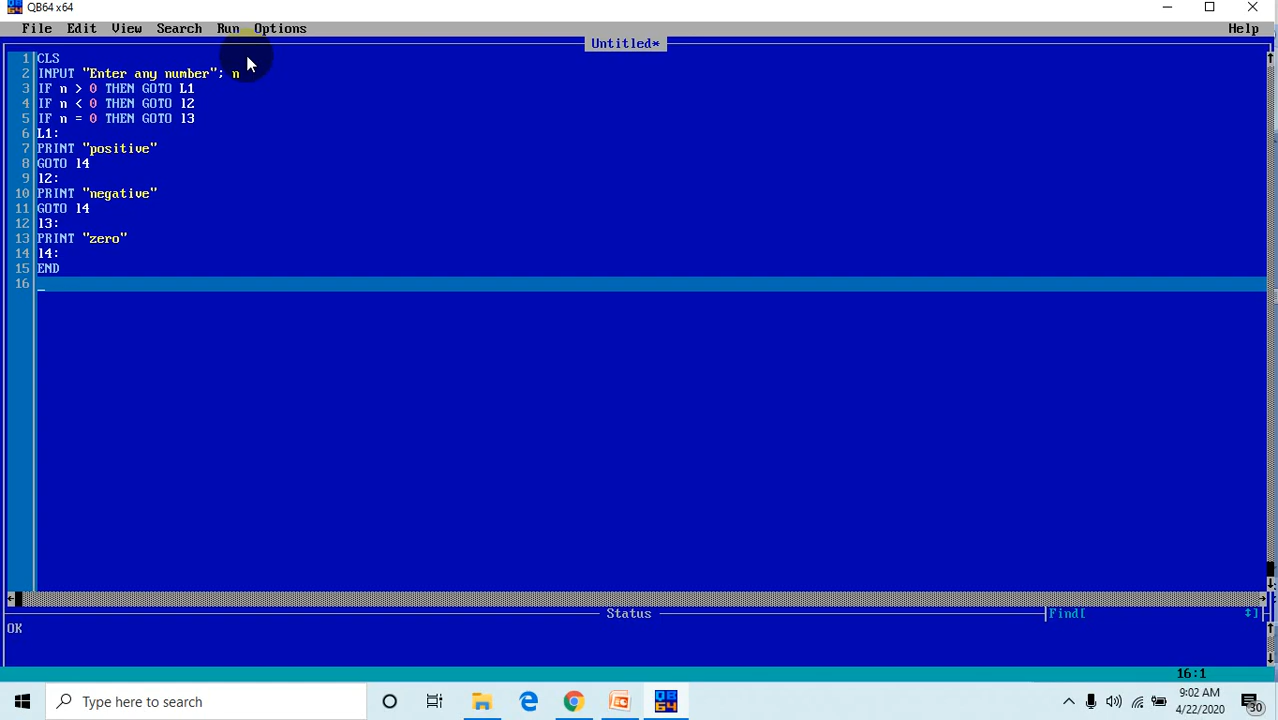 QB64 x64
File Edit View Search Run Options Help
Untitled*
1 CLS
2 INPUT "Enter any number"; n
3 IF n > 0 THEN GOTO L1
4 IF n < 0 THEN GOTO l2
5 IF n = 0 THEN GOTO l3
6 L1:
7 PRINT "positive"
8 GOTO l4
9 l2:
10 PRINT "negative"
11 GOTO l4
12 l3:
13 PRINT "zero"
14 l4:
15 END
16 _
Status
Find[ ]
OK
16:1
Type here to search
QB
64
9:02 AM
4/22/2020
30